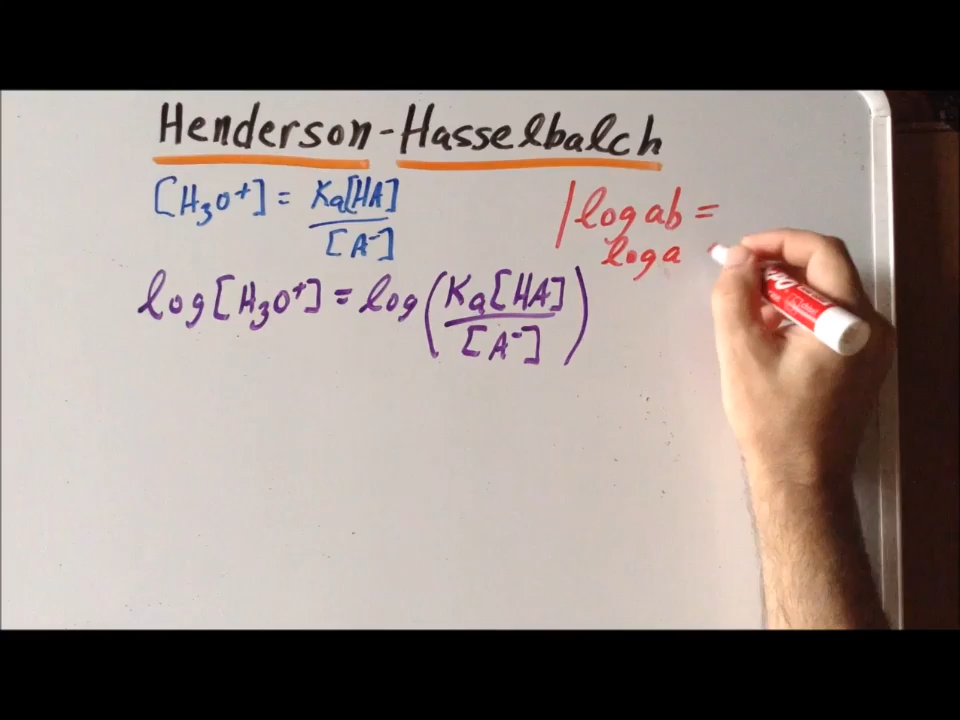 Henderson-Hasselbalch
[H₃O⁺] = Ka[HA] / [A⁻]
log ab =
log a
log [H₃O⁺] = log (Ka[HA] / [A⁻])